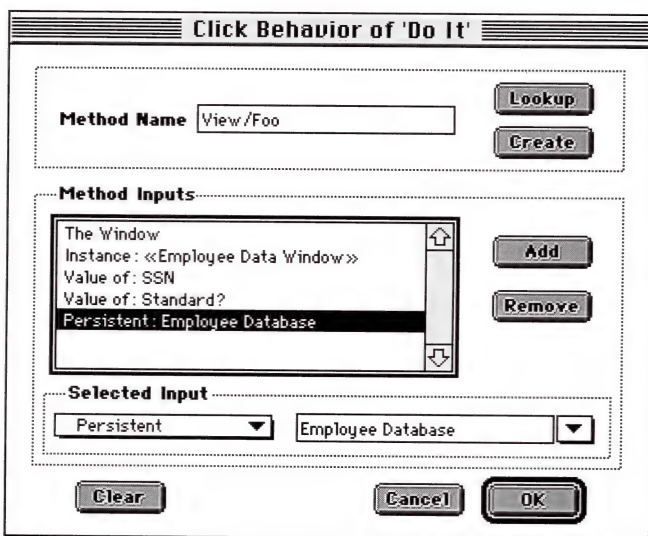 Click Behavior of 'Do It'
Method Name View/Foo
Lookup
Create
Method Inputs
The Window
Instance: «Employee Data Window»
Value of: SSN
Value of: Standard?
Persistent: Employee Database
Add
Remove
Selected Input
Persistent
Employee Database
Clear
Cancel
OK